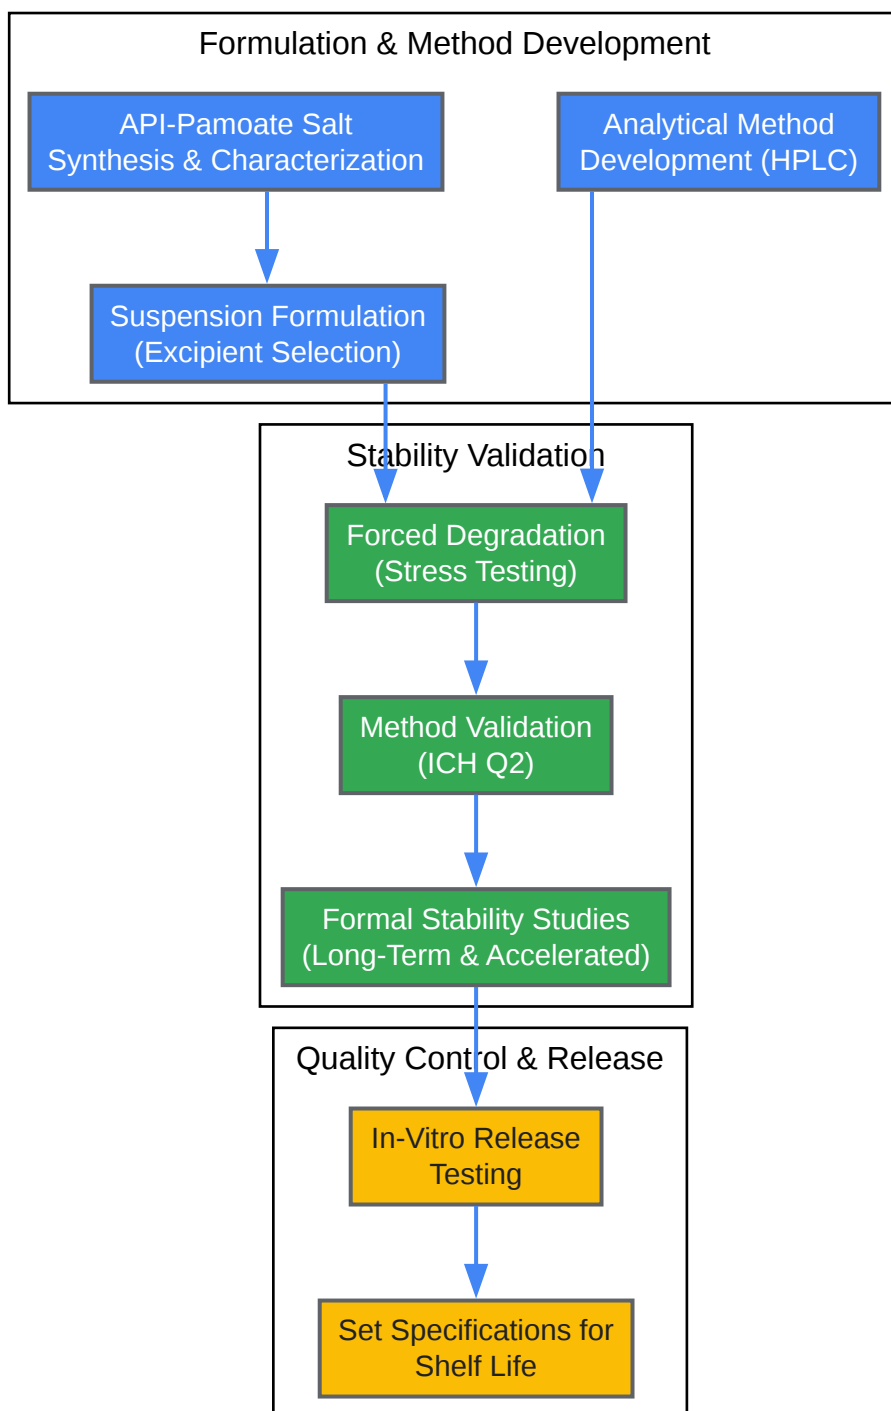 Formulation & Method Development
API-Pamoate Salt
Synthesis & Characterization
Analytical Method
Development (HPLC)
Suspension Formulation
(Excipient Selection)
Stability Validation
Forced Degradation
(Stress Testing)
Method Validation
(ICH Q2)
Formal Stability Studies
(Long-Term & Accelerated)
Quality Control & Release
In-Vitro Release
Testing
Set Specifications for
Shelf Life